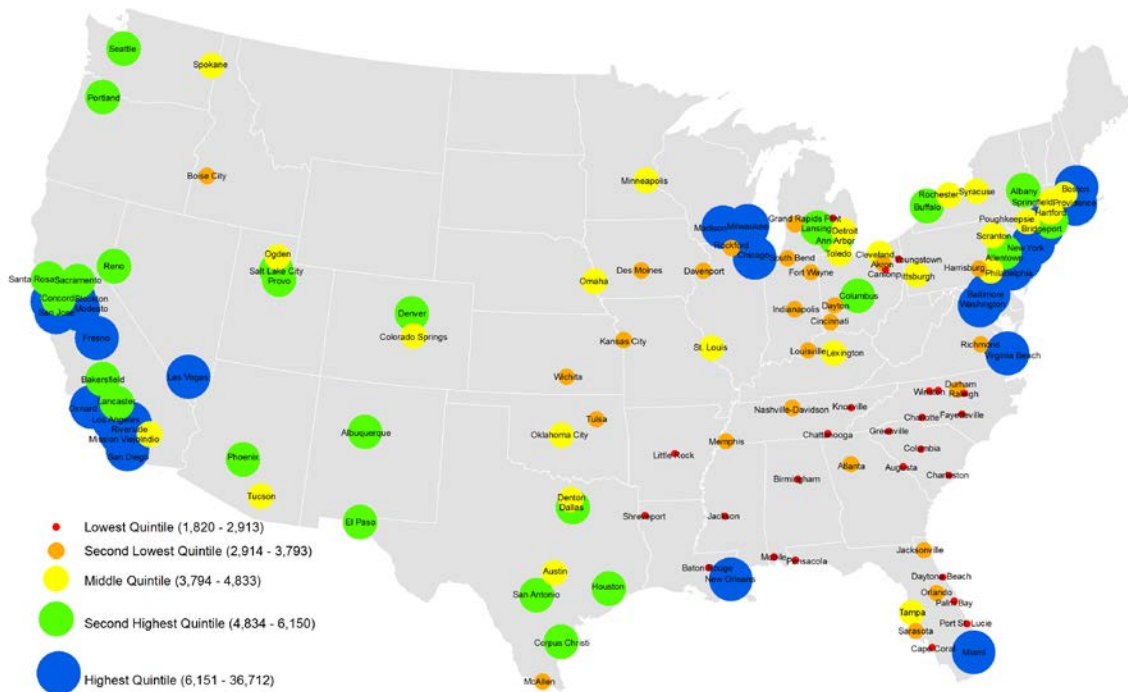 Seattle
Spokane
Portland
Boise City
Minneapolis
Rochester
Syracuse
Albany
Boston
Buffalo
Springfield
Providence
Hartford
Poughkeepsie
Bridgeport
Grand Rapids
Flint
Lansing
Detroit
Ann Arbor
Toledo
Madison
Milwaukee
Rockford
Chicago
Scranton
New York
Allentown
Cleveland
Akron
Youngstown
Canton
Pittsburgh
Harrisburg
Philadelphia
South Bend
Fort Wayne
Reno
Ogden
Salt Lake City
Provo
Santa Rosa
Sacramento
Concord
Stockton
San Jose
Modesto
Omaha
Des Moines
Davenport
Baltimore
Washington
Columbus
Dayton
Indianapolis
Cincinnati
Denver
Colorado Springs
Fresno
Kansas City
St. Louis
Louisville
Lexington
Richmond
Virginia Beach
Las Vegas
Wichita
Bakersfield
Lancaster
Oxnard
Los Angeles
Riverside
Mission Viejo
Indio
San Diego
Durham
Winston
Raleigh
Nashville-Davidson
Knoxville
Charlotte
Fayetteville
Tulsa
Oklahoma City
Albuquerque
Memphis
Chattanooga
Greenville
Columbia
Little Rock
Phoenix
Atlanta
Augusta
Charleston
Birmingham
Tucson
Denton
Dallas
El Paso
Shreveport
Jackson
Jacksonville
Mobile
Pensacola
Baton Rouge
New Orleans
Austin
San Antonio
Houston
Daytona Beach
Orlando
Palm Bay
Tampa
Port St. Lucie
Sarasota
Corpus Christi
Cape Coral
Miami
McAllen
Lowest Quintile (1,820 - 2,913)
Second Lowest Quintile (2,914 - 3,793)
Middle Quintile (3,794 - 4,833)
Second Highest Quintile (4,834 - 6,150)
Highest Quintile (6,151 - 36,712)